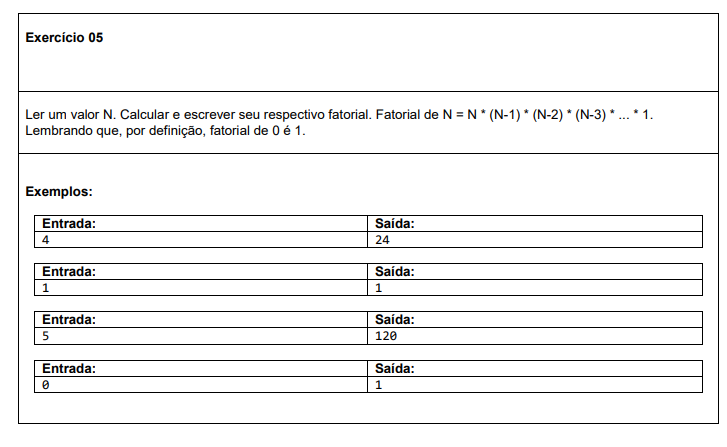 Exercício 05
Ler um valor N. Calcular e escrever seu respectivo fatorial. Fatorial de N = N * (N-1) * (N-2) * (N-3) * ... * 1.
Lembrando que, por definição, fatorial de 0 é 1.
Exemplos:
Entrada: Saída:
4 24
Entrada: Saída:
1 1
Entrada: Saída:
5 120
Entrada: Saída:
0 1